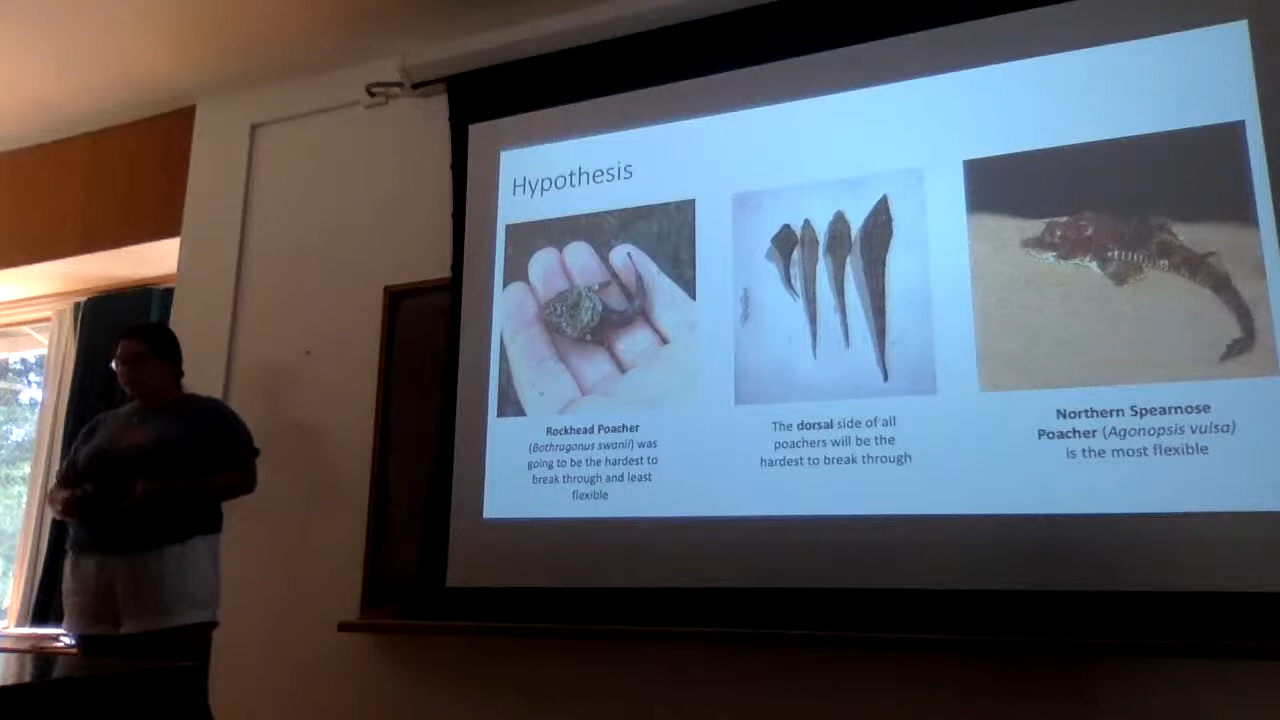 Hypothesis
Rockhead Poacher
(Bothragonus swanii) was
going to be the hardest to
break through and least
flexible
The dorsal side of all
poachers will be the
hardest to break through
Northern Spearnose
Poacher (Agonopsis vulsa)
is the most flexible